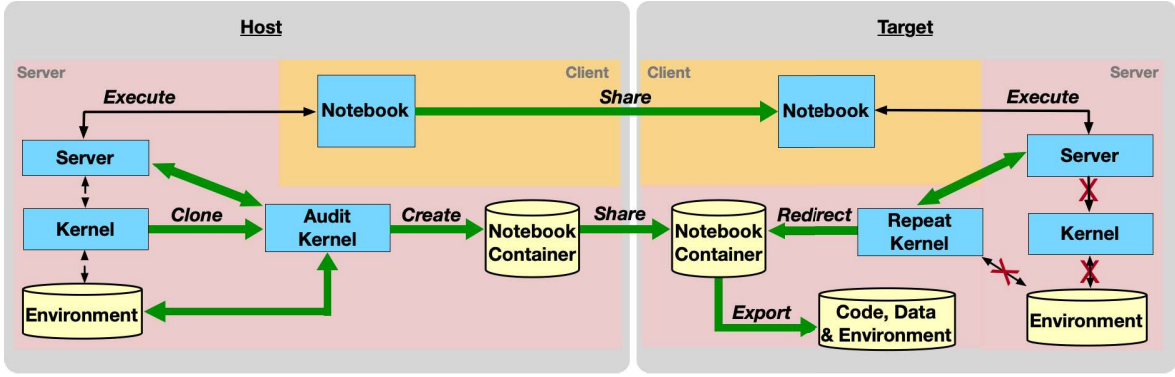 Host
Server
Client
Execute
Notebook
Server
Kernel
Clone
Audit
Kernel
Create
Notebook
Container
Environment
Share
Share
Target
Client
Server
Notebook
Execute
Server
Notebook
Container
Redirect
Repeat
Kernel
Kernel
X
X
X
Export
Code, Data
& Environment
Environment